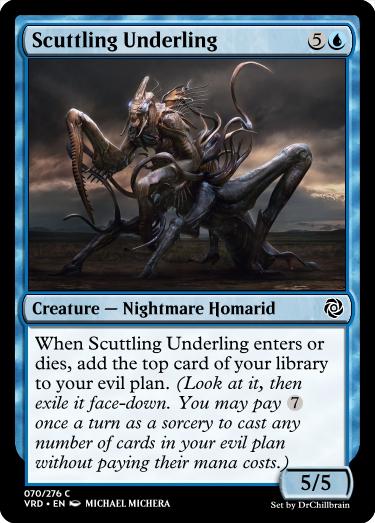 Scuttling Underling 5
Creature — Nightmare Homarid
When Scuttling Underling enters or
dies, add the top card of your library
to your evil plan. (Look at it, then
exile it face-down. You may pay 7
once a turn as a sorcery to cast any
number of cards in your evil plan
without paying their mana costs.)
5/5
070/276 C
VRD • EN MICHAEL MICHERA
Set by DrChillbrain